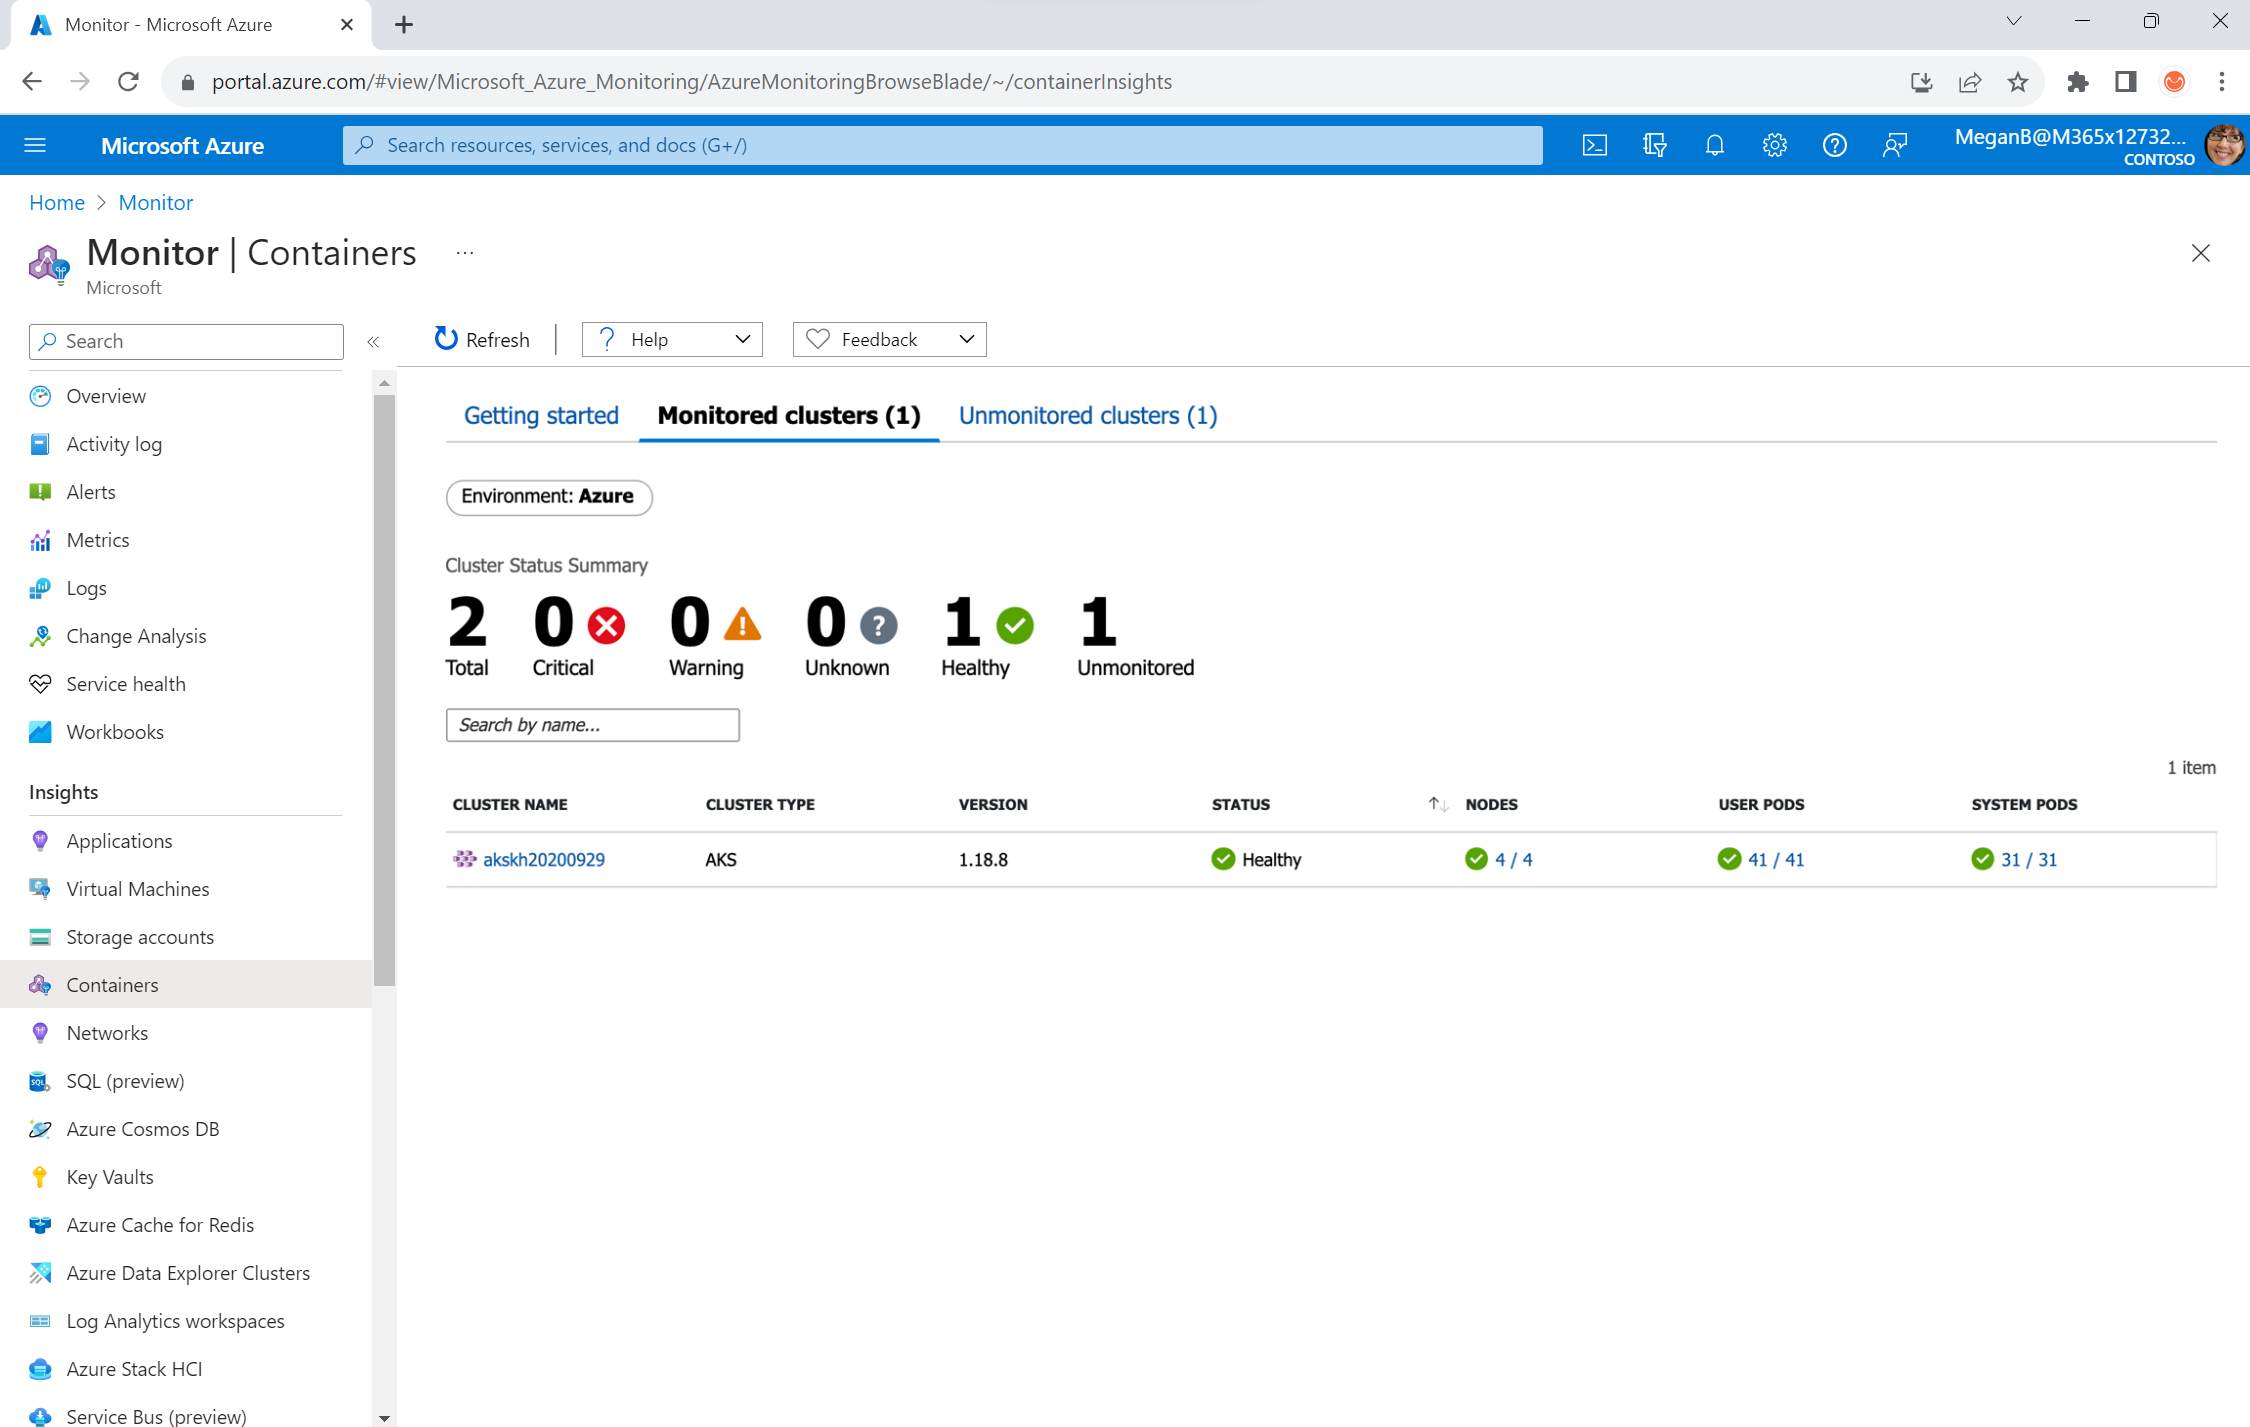 Monitor - Microsoft Azure
portal.azure.com/#view/Microsoft_Azure_Monitoring/AzureMonitoringBrowseBlade/~/containerInsights
Microsoft Azure
Search resources, services, and docs (G+/)
MeganB@M365x12732...
CONTOSO
Home > Monitor
Monitor | Containers ...
Microsoft
Search
«
Refresh
Help
Feedback
Overview
Activity log
Alerts
Metrics
Logs
Change Analysis
Service health
Workbooks
Insights
Applications
Virtual Machines
Storage accounts
Containers
Networks
SQL (preview)
Azure Cosmos DB
Key Vaults
Azure Cache for Redis
Azure Data Explorer Clusters
Log Analytics workspaces
Azure Stack HCI
Service Bus (preview)
Getting started Monitored clusters (1) Unmonitored clusters (1)
Environment: Azure
Cluster Status Summary
2 0 0 0 1 1
Total Critical Warning Unknown Healthy Unmonitored
Search by name...
1 item
CLUSTER NAME CLUSTER TYPE VERSION STATUS NODES USER PODS SYSTEM PODS
akskh20200929 AKS 1.18.8 Healthy 4 / 4 41 / 41 31 / 31